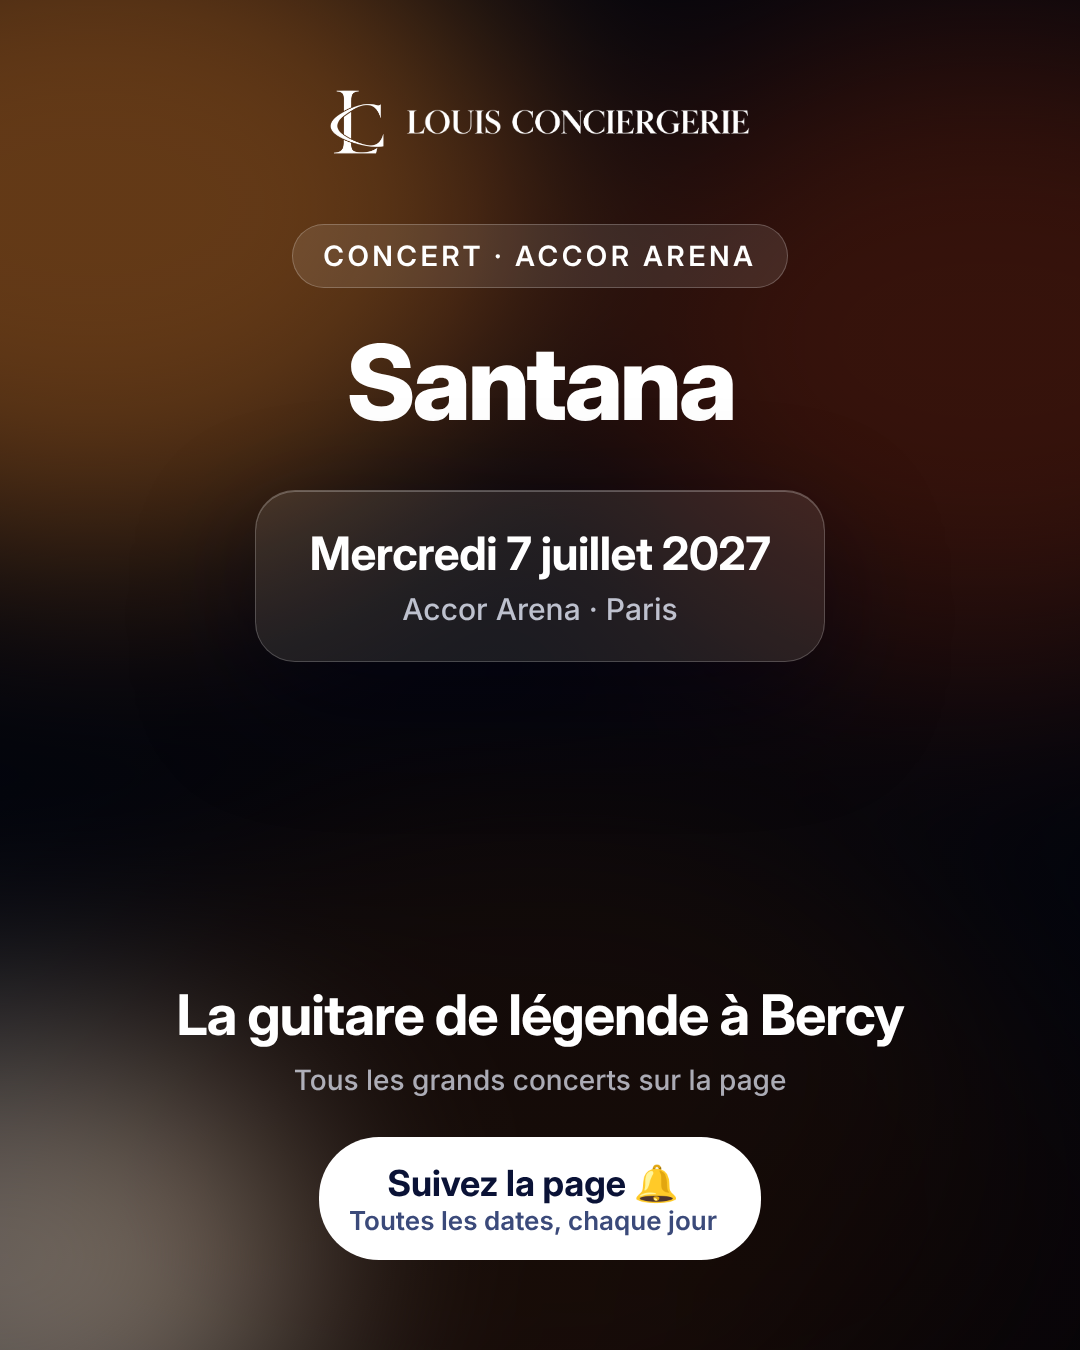 LOUIS CONCIERGERIE
CONCERT · ACCOR ARENA
Santana
Mercredi 7 juillet 2027
Accor Arena · Paris
La guitare de légende à Bercy
Tous les grands concerts sur la page
Suivez la page 🔔
Toutes les dates, chaque jour